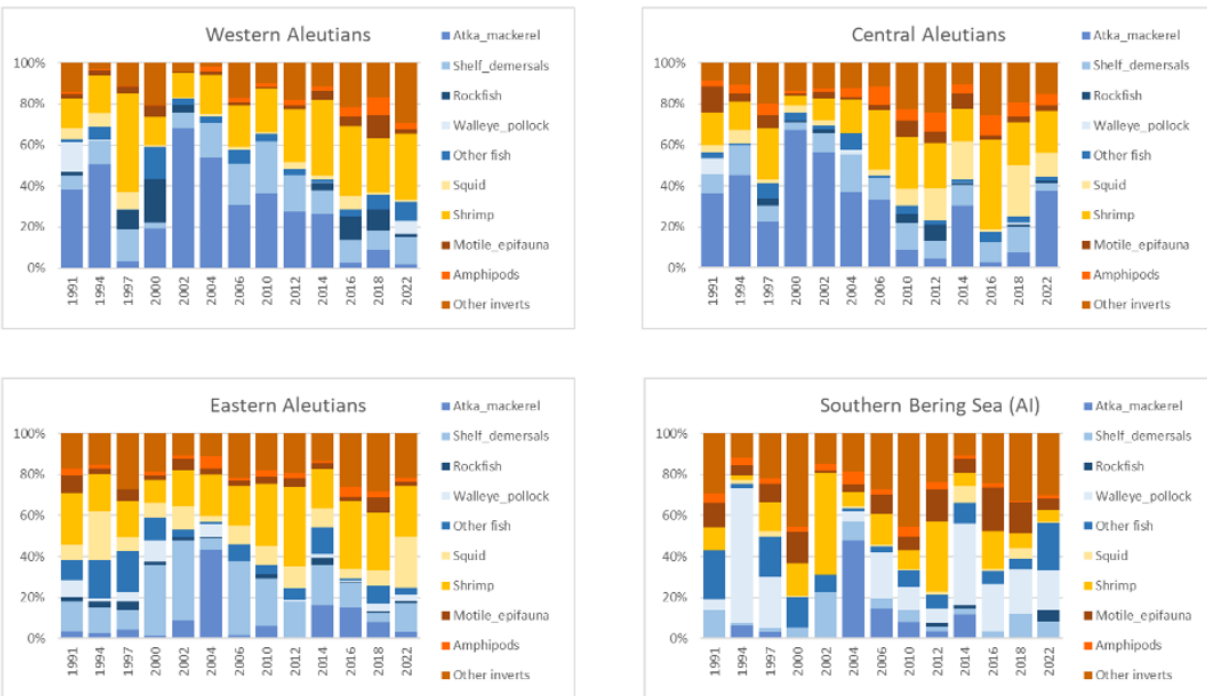 Western Aleutians
100%
80%
60%
40%
20%
0%
1991 1994 1997 2000 2002 2004 2006 2010 2012 2014 2016 2018 2022
Atka_mackerel
Shelf_demersals
Rockfish
Walleye_pollock
Other fish
Squid
Shrimp
Motile_epifauna
Amphipods
Other inverts
Central Aleutians
100%
80%
60%
40%
20%
0%
1991 1994 1997 2000 2002 2004 2006 2010 2012 2014 2016 2018 2022
Atka_mackerel
Shelf_demersals
Rockfish
Walleye_pollock
Other fish
Squid
Shrimp
Motile_epifauna
Amphipods
Other inverts
Eastern Aleutians
100%
80%
60%
40%
20%
0%
1991 1994 1997 2000 2002 2004 2006 2010 2012 2014 2016 2018 2022
Atka_mackerel
Shelf_demersals
Rockfish
Walleye_pollock
Other fish
Squid
Shrimp
Motile_epifauna
Amphipods
Other inverts
Southern Bering Sea (AI)
100%
80%
60%
40%
20%
0%
1991 1994 1997 2000 2002 2004 2006 2010 2012 2014 2016 2018 2022
Atka_mackerel
Shelf_demersals
Rockfish
Walleye_pollock
Other fish
Squid
Shrimp
Motile_epifauna
Amphipods
Other inverts